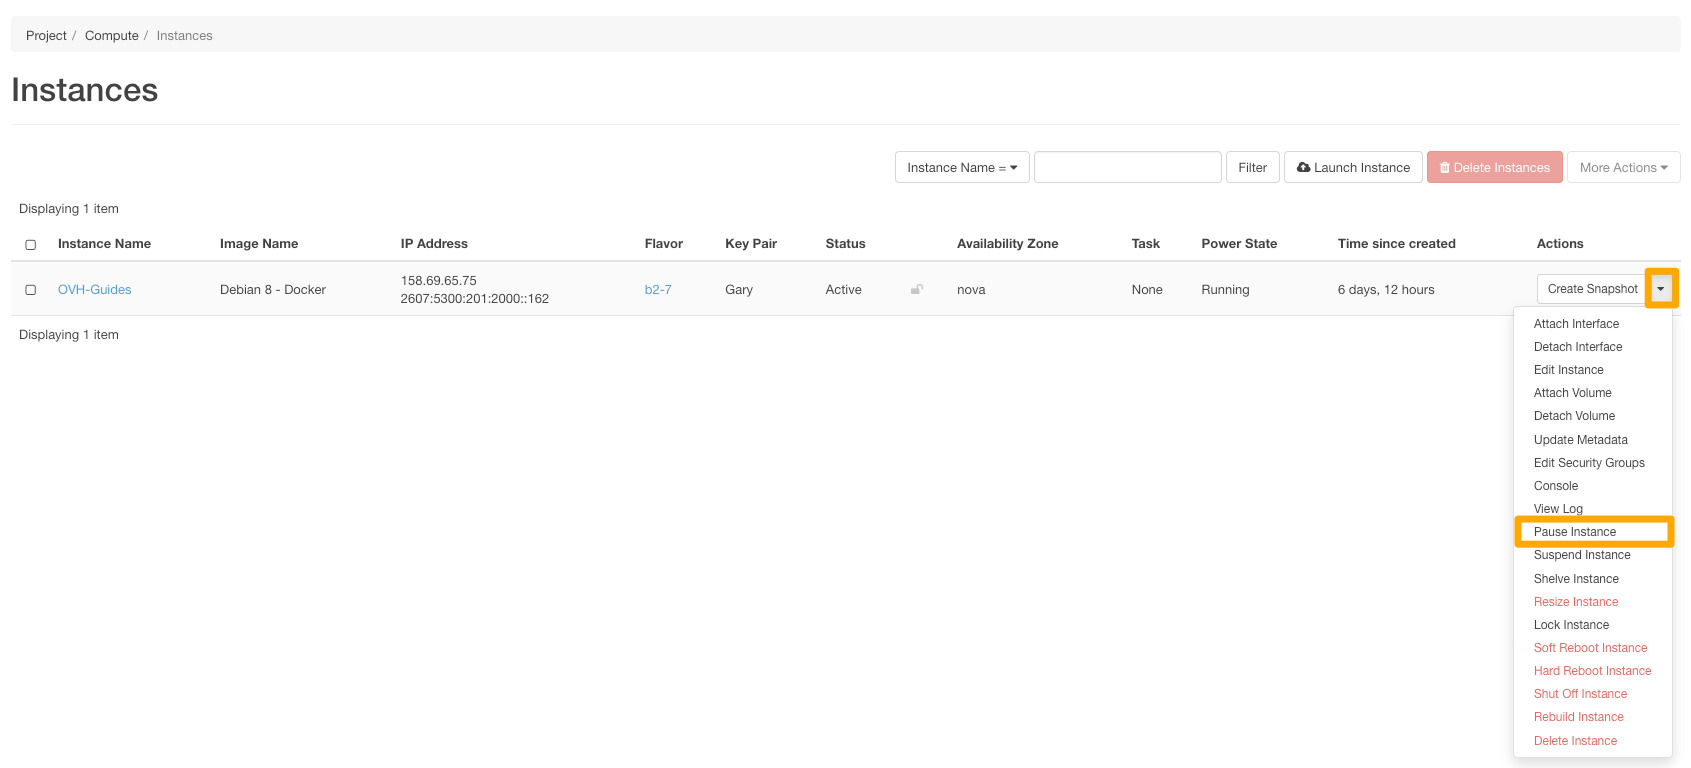 Project / Compute / Instances
Instances
Instance Name = Filter Launch Instance Delete Instances More Actions
Displaying 1 item
Instance Name Image Name IP Address Flavor Key Pair Status Availability Zone Task Power State Time since created Actions
OVH-Guides Debian 8 - Docker 158.69.65.75 b2-7 Gary Active nova None Running 6 days, 12 hours Create Snapshot
2607:5300:201:2000::162
Displaying 1 item
Attach Interface
Detach Interface
Edit Instance
Attach Volume
Detach Volume
Update Metadata
Edit Security Groups
Console
View Log
Pause Instance
Suspend Instance
Shelve Instance
Resize Instance
Lock Instance
Soft Reboot Instance
Hard Reboot Instance
Shut Off Instance
Rebuild Instance
Delete Instance